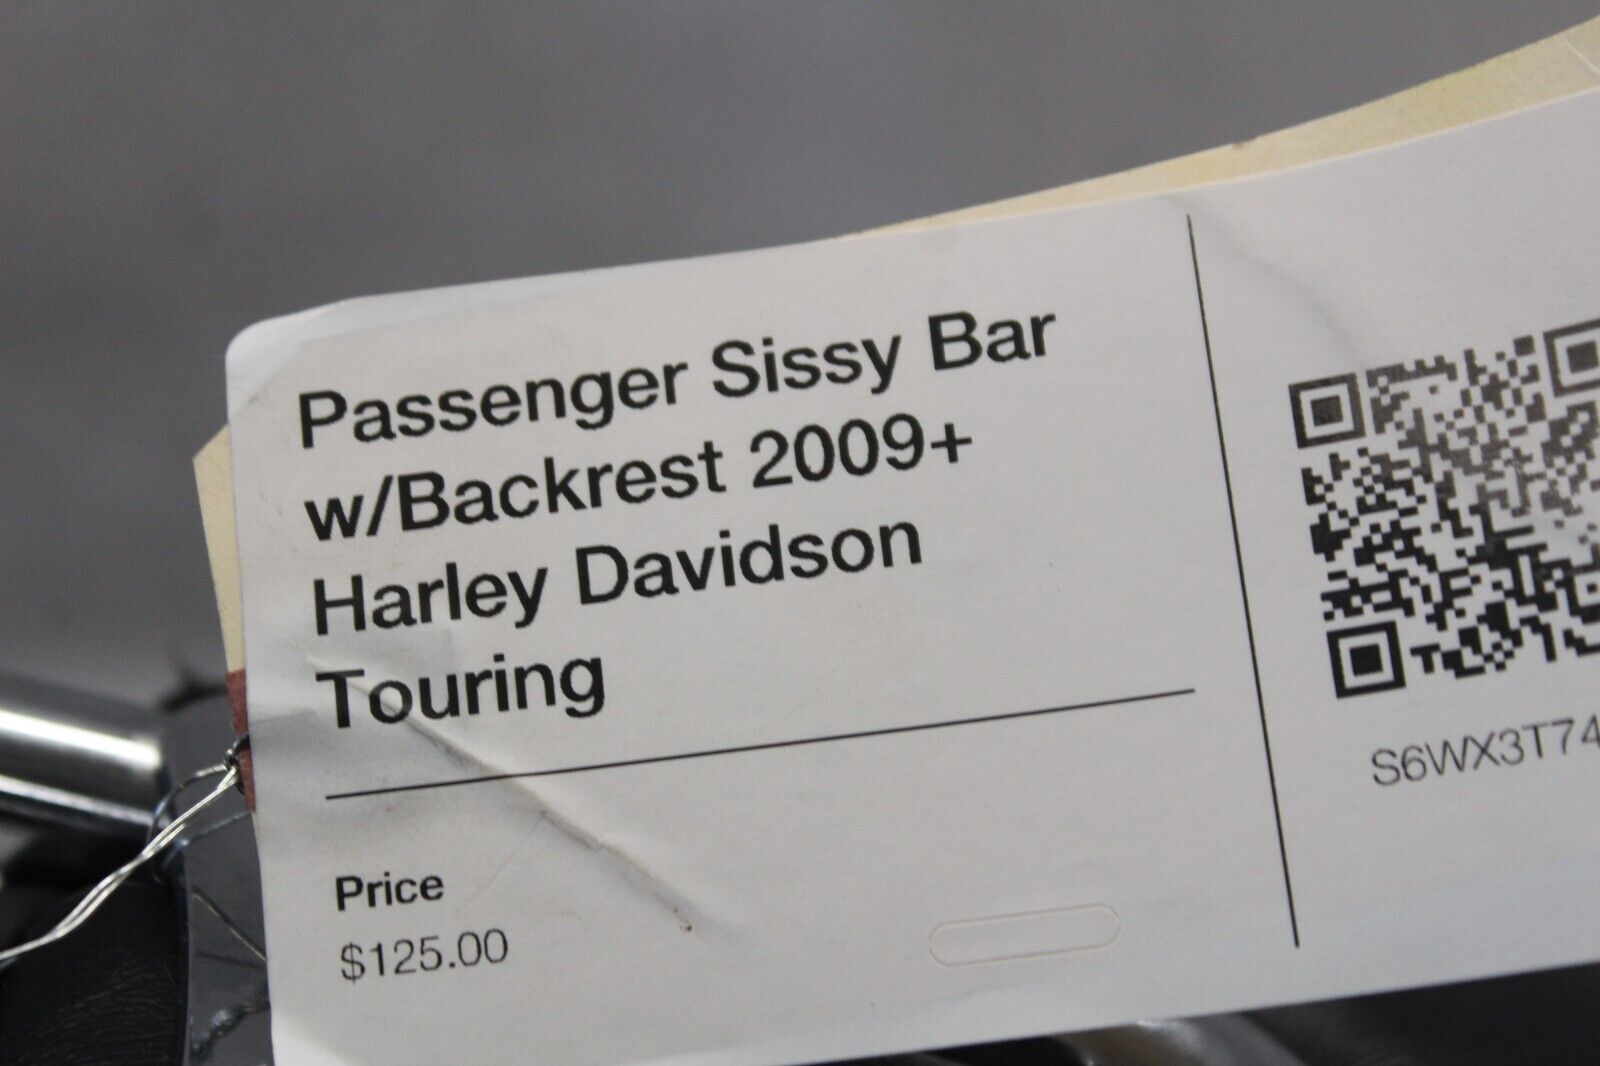 Passenger Sissy Bar
w/Backrest 2009+
Harley Davidson
Touring
Price
$125.00
S6WX3T74